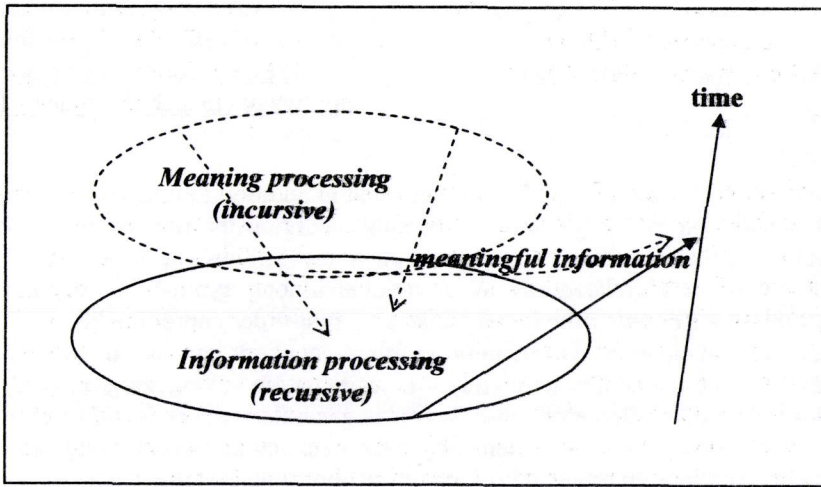 time
Meaning processing
(incursive)
meaningful information
Information processing
(recursive)